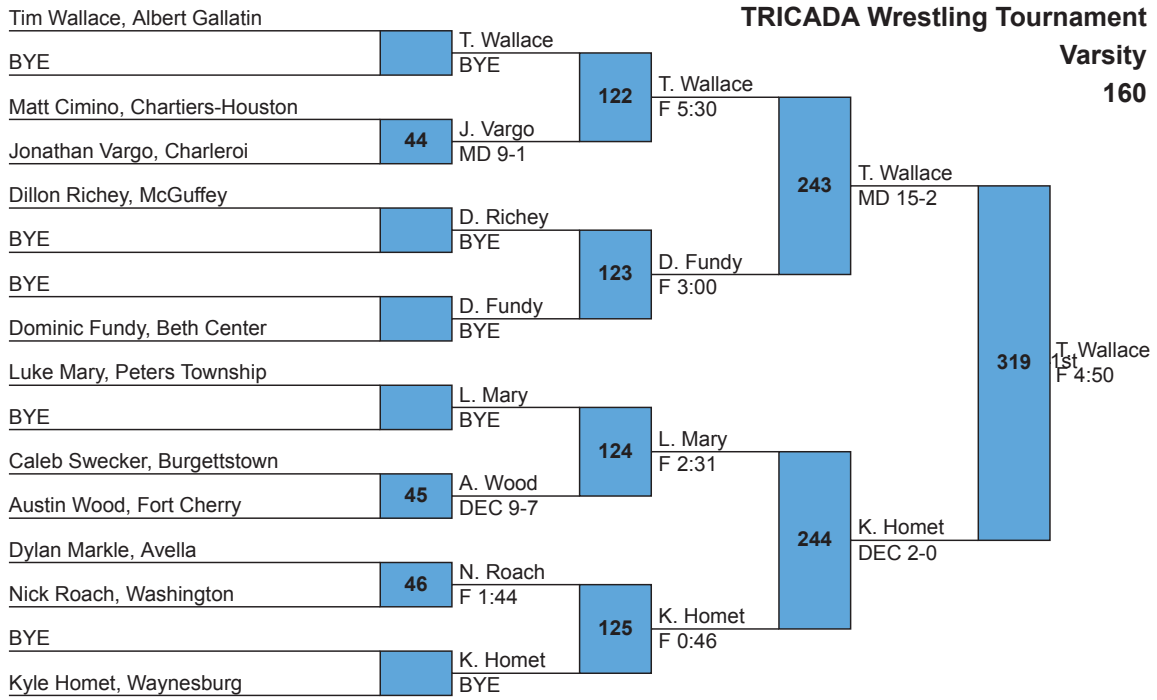 TRICADA Wrestling Tournament
Varsity
160
Tim Wallace, Albert Gallatin
BYE
Matt Cimino, Chartiers-Houston
Jonathan Vargo, Charleroi
Dillon Richey, McGuffey
BYE
BYE
Dominic Fundy, Beth Center
Luke Mary, Peters Township
BYE
Caleb Swecker, Burgettstown
Austin Wood, Fort Cherry
Dylan Markle, Avella
Nick Roach, Washington
BYE
Kyle Homet, Waynesburg
44
45
46
T. Wallace
BYE
J. Vargo
MD 9-1
D. Richey
BYE
D. Fundy
BYE
L. Mary
BYE
A. Wood
DEC 9-7
N. Roach
F 1:44
K. Homet
BYE
122
123
124
125
T. Wallace
F 5:30
D. Fundy
F 3:00
L. Mary
F 2:31
K. Homet
F 0:46
243
244
T. Wallace
MD 15-2
K. Homet
DEC 2-0
319
1st
T. Wallace
F 4:50